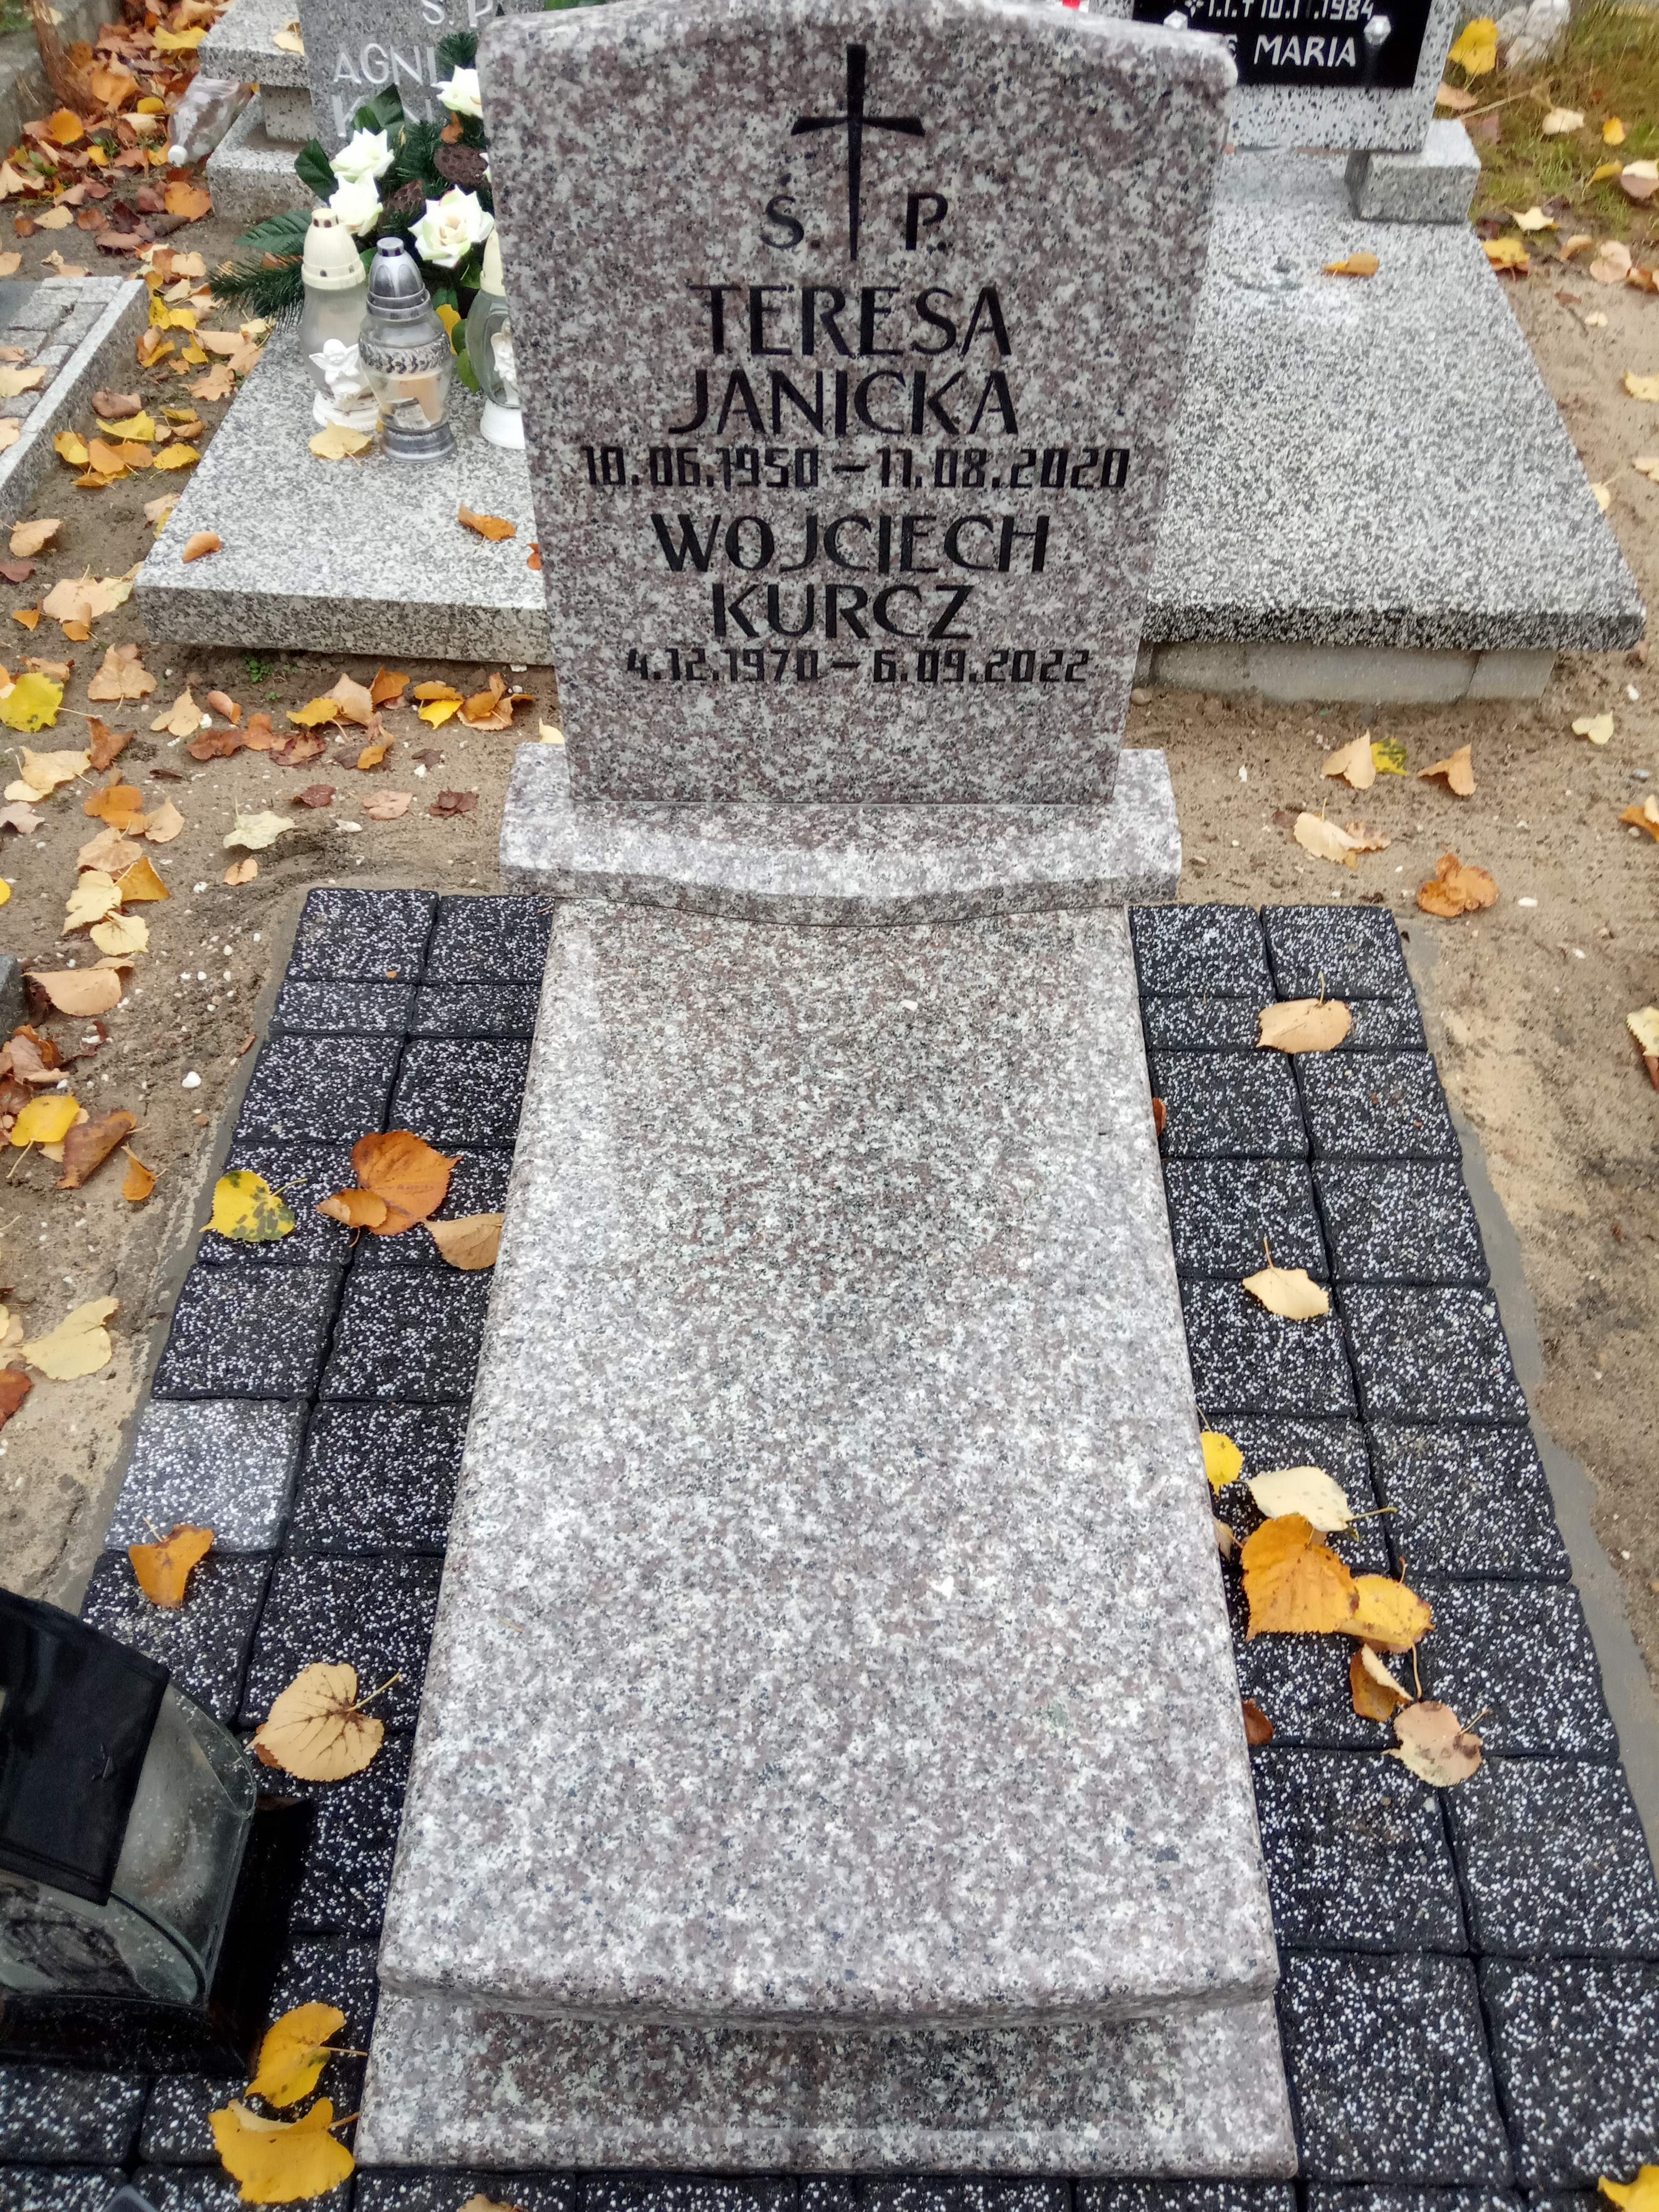 Ś. P.
TERESA
JANICKA
10.06.1950 – 11.08.2020
WOJCIECH
KURCZ
4.12.1970 – 6.09.2022
Ś. P.
MARIA